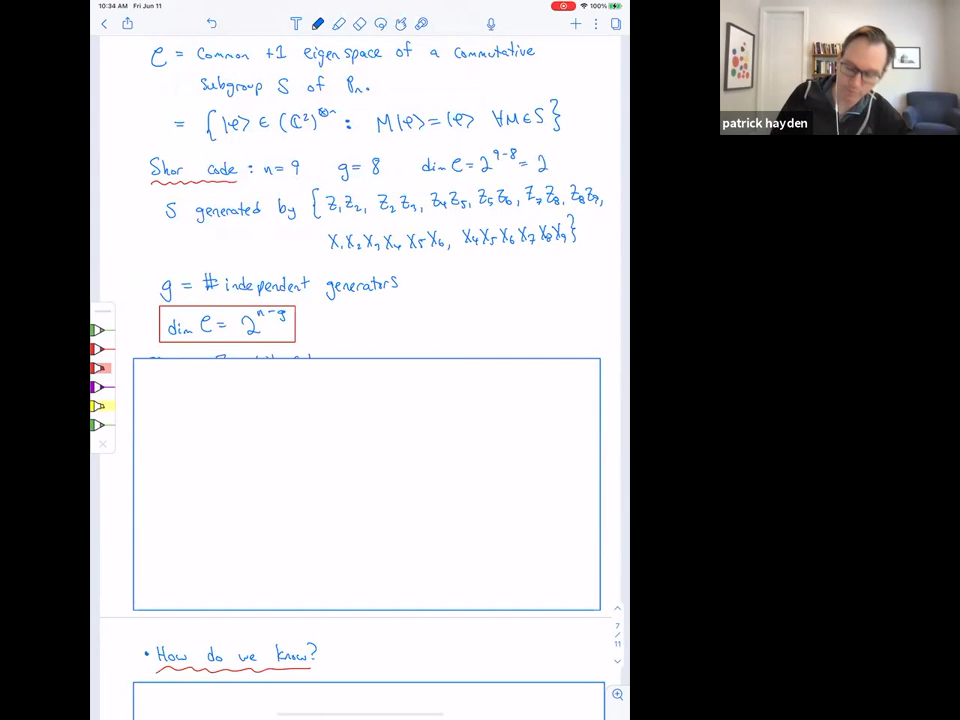 10:34 AM Fri Jun 11
100%
patrick hayden
C = Common +1 eigenspace of a commutative
subgroup S of Pn.
= { |φ> ∈ (C²)^⊗n : M|φ> = |φ> ∀M∈S }
Shor code : n=9 g=8 dim C = 2^{9-8} = 2
S generated by { Z₁Z₂, Z₂Z₃, Z₄Z₅, Z₅Z₆, Z₇Z₈, Z₈Z₉,
X₁X₂X₃X₄X₅X₆, X₄X₅X₆X₇X₈X₉ }
g = # independent generators
dim C = 2^{n-g}
• How do we know?
7
/
11